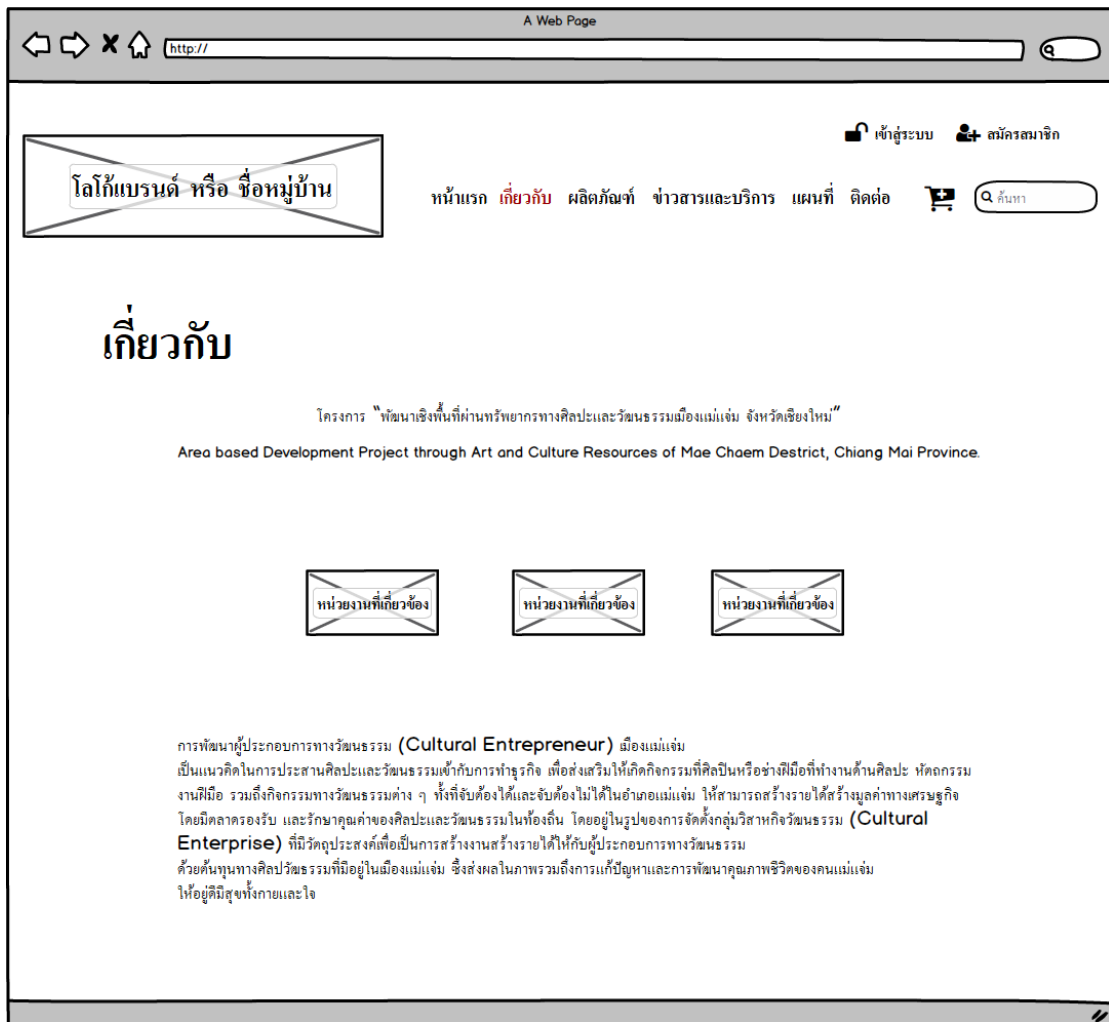 A Web Page
http://
เข้าสู่ระบบ สมัครสมาชิก
โลโก้แบรนด์ หรือ ชื่อหมู่บ้าน
หน้าแรก เกี่ยวกับ ผลิตภัณฑ์ ข่าวสารและบริการ แผนที่ ติดต่อ ค้นหา
เกี่ยวกับ
โครงการ "พัฒนาเชิงพื้นที่ผ่านทรัพยากรทางศิลปะและวัฒนธรรมเมืองแม่แจ่ม จังหวัดเชียงใหม่"
Area based Development Project through Art and Culture Resources of Mae Chaem Destrict, Chiang Mai Province.
หน่วยงานที่เกี่ยวข้อง หน่วยงานที่เกี่ยวข้อง หน่วยงานที่เกี่ยวข้อง
การพัฒนาผู้ประกอบการทางวัฒนธรรม (Cultural Entrepreneur) เมืองแม่แจ่ม
เป็นแนวคิดในการประสานศิลปะและวัฒนธรรมเข้ากับการทำธุรกิจ เพื่อส่งเสริมให้เกิดกิจกรรมที่ศิลปินหรือช่างฝีมือที่ทำงานด้านศิลปะ หัตถกรรม
งานฝีมือ รวมถึงกิจกรรมทางวัฒนธรรมต่าง ๆ ทั้งที่จับต้องได้และจับต้องไม่ได้ในอำเภอแม่แจ่ม ให้สามารถสร้างรายได้สร้างมูลค่าทางเศรษฐกิจ
โดยมีตลาดรองรับ และรักษาคุณค่าของศิลปะและวัฒนธรรมในท้องถิ่น โดยอยู่ในรูปของการจัดตั้งกลุ่มวิสาหกิจวัฒนธรรม (Cultural
Enterprise) ที่มีวัตถุประสงค์เพื่อเป็นการสร้างงานสร้างรายได้ให้กับผู้ประกอบการทางวัฒนธรรม
ด้วยต้นทุนทางศิลปวัฒธรรมที่มีอยู่ในเมืองแม่แจ่ม ซึ่งส่งผลในภาพรวมถึงการแก้ปัญหาและการพัฒนาคุณภาพชีวิตของคนแม่แจ่ม
ให้อยู่ดีมีสุขทั้งกายและใจ